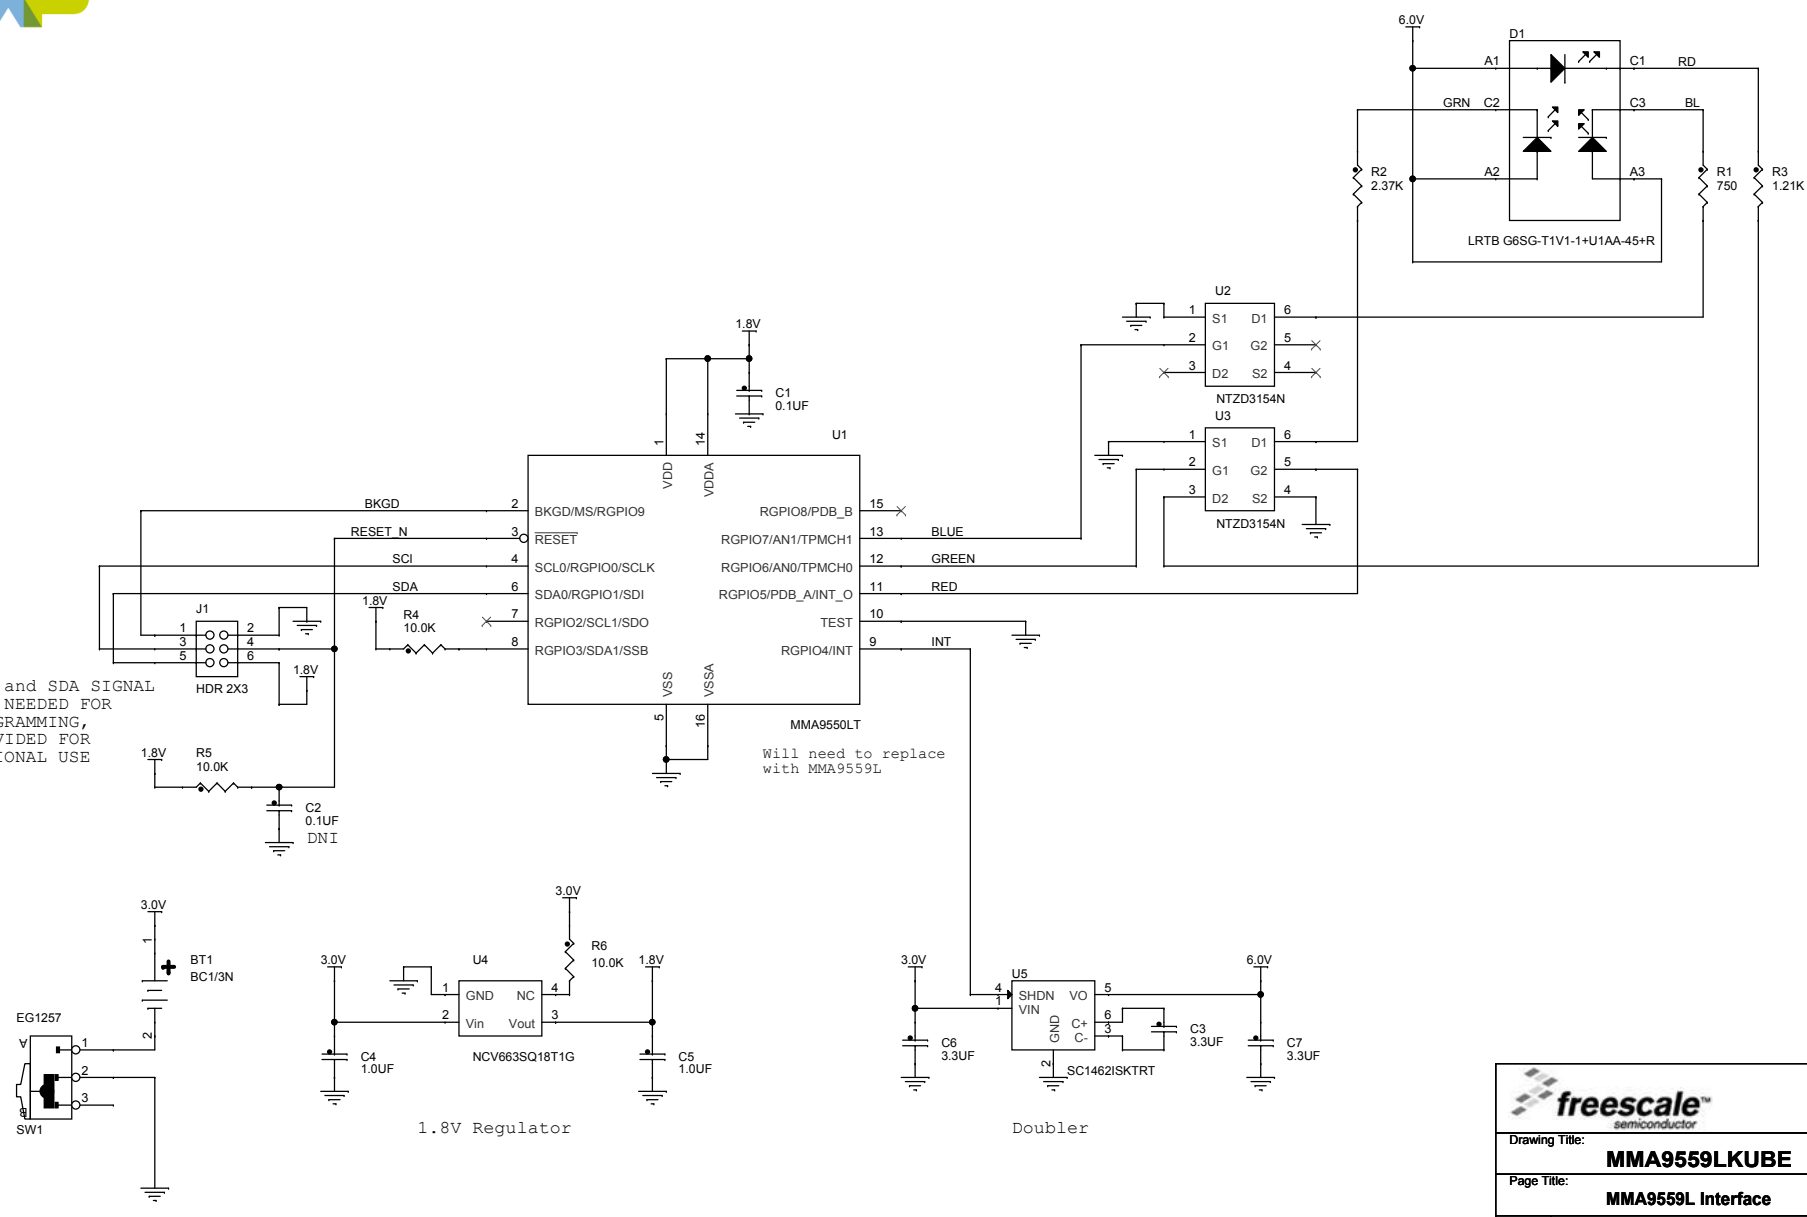 6.0V
D1
A1
C1
RD
GRN
C2
C3
BL
A2
A3
R2
2.37K
R1
750
R3
1.21K
LRTB G6SG-T1V1-1+U1AA-45+R
U2
1
S1
D1
6
2
G1
G2
5
3
D2
S2
4
NTZD3154N
U3
1
S1
D1
6
2
G1
G2
5
3
D2
S2
4
NTZD3154N
1.8V
C1
0.1UF
U1
1
14
VDD
VDDA
BKGD
2
BKGD/MS/RGPIO9
RESET_N
3
RESET
SCI
4
SCL0/RGPIO0/SCLK
SDA
6
SDA0/RGPIO1/SDI
7
RGPIO2/SCL1/SDO
8
RGPIO3/SDA1/SSB
RGPIO8/PDB_B
15
RGPIO7/AN1/TPMCH1
13
BLUE
RGPIO6/AN0/TPMCH0
12
GREEN
RGPIO5/PDB_A/INT_O
11
RED
TEST
10
RGPIO4/INT
9
INT
VSS
VSSA
5
16
MMA9550LT
Will need to replace
with MMA9559L
1.8V
R4
10.0K
J1
1
2
3
4
5
6
HDR 2X3
1.8V
and SDA SIGNAL
NEEDED FOR
GRAMMING,
VIDED FOR
IONAL USE
1.8V
R5
10.0K
C2
0.1UF
DNI
3.0V
1
BT1
BC1/3N
2
EG1257
A
1
2
3
B
SW1
3.0V
U4
3.0V
R6
10.0K
1.8V
1
GND
NC
4
2
Vin
Vout
3
NCV663SQ18T1G
C4
1.0UF
C5
1.0UF
1.8V Regulator
3.0V
U5
6.0V
4
SHDN
VO
5
1
VIN
GND
C+
6
C-
3
2
C3
3.3UF
C6
3.3UF
C7
3.3UF
SC1462ISKTRT
Doubler
freescale™
semiconductor
Drawing Title:
MMA9559LKUBE
Page Title:
MMA9559L Interface